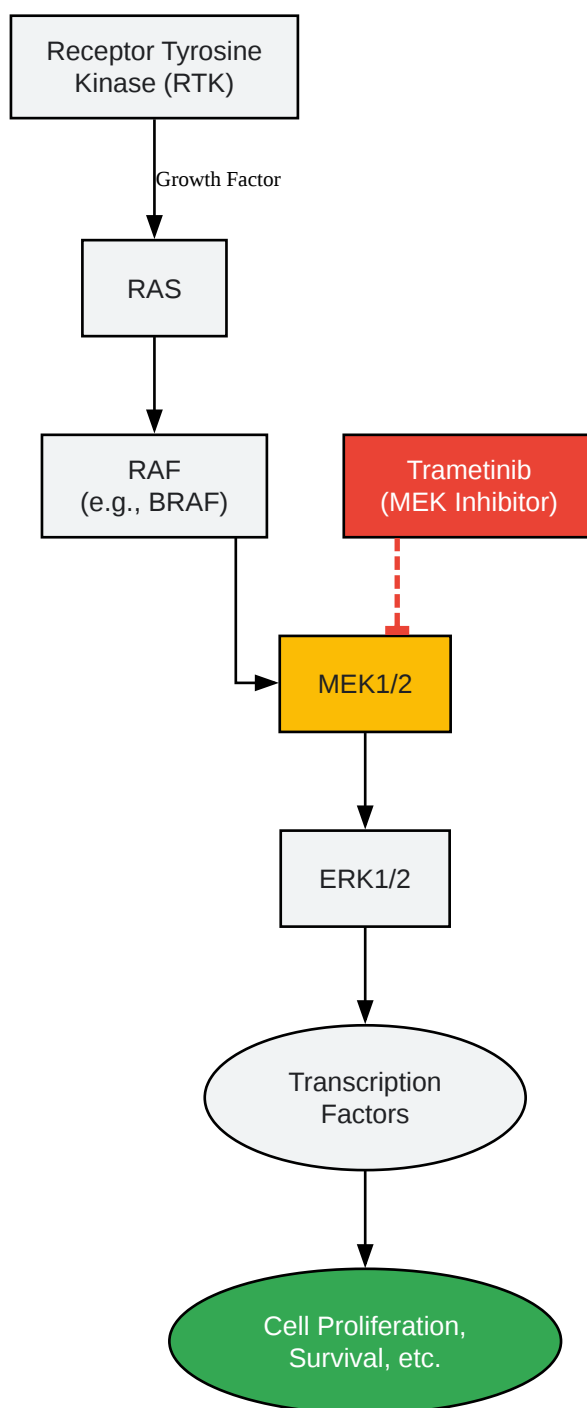 Receptor Tyrosine
Kinase (RTK)
Growth Factor
RAS
RAF
(e.g., BRAF)
Trametinib
(MEK Inhibitor)
MEK1/2
ERK1/2
Transcription
Factors
Cell Proliferation,
Survival, etc.